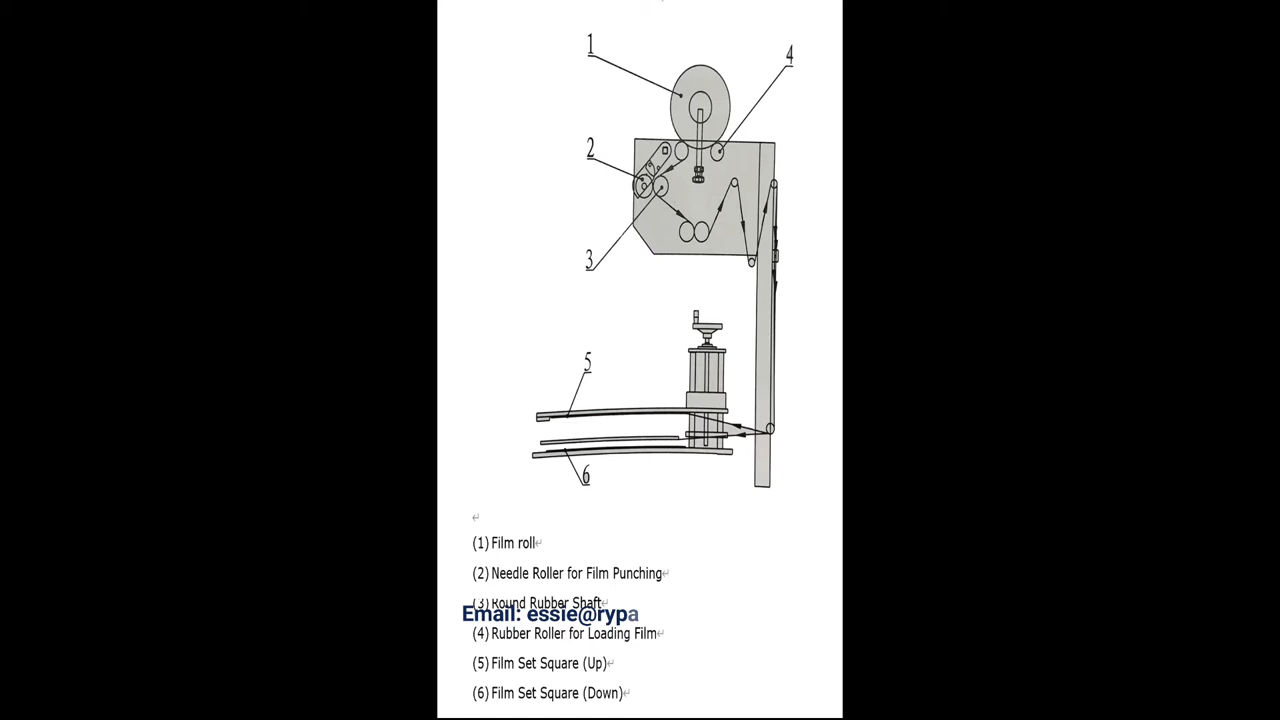 1
4
2
3
5
6
(1) Film roll
(2) Needle Roller for Film Punching
(3) Round Rubber Shaft
Email: essie@rypa
(4) Rubber Roller for Loading Film
(5) Film Set Square (Up)
(6) Film Set Square (Down)